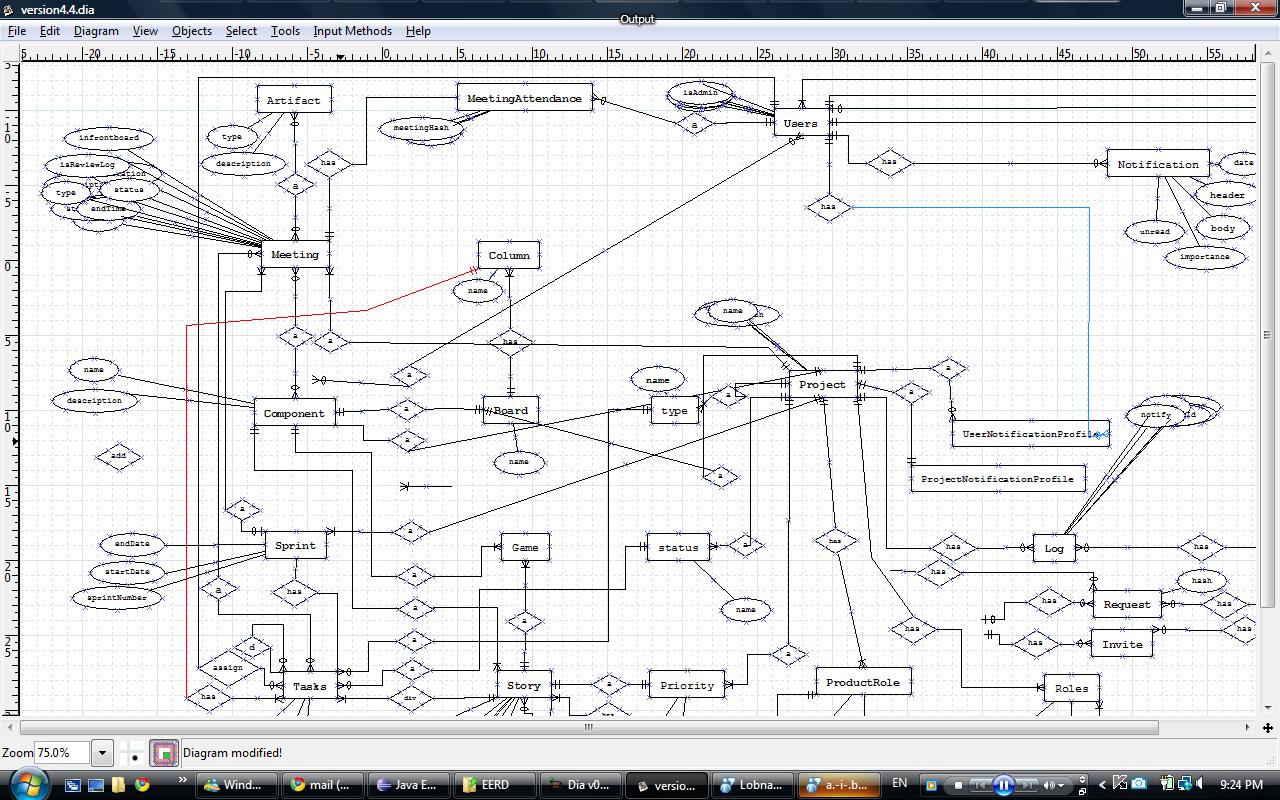 version4.4.dia
Output
File Edit Diagram View Objects Select Tools Input Methods Help
-20 -15 -10 -5 0 5 10 15 20 25 30 35 40 45 50 55
Artifact
MeetingAttendance
isAdmin
Users
meetingHash
a
infrontboard
type
description
has
has
Notification
date
isReviewLog
type
status
endTime
a
header
has
unread
body
importance
Meeting
Column
name
name
a
a
has
name
description
a
name
Project
a
a
a
Component
a
Board
type
UserNotificationProfile
notify
a
add
name
a
ProjectNotificationProfile
a
a
endDate
Sprint
Game
status
a
has
Log
has
has
startDate
a
has
has
hash
sprintNumber
a
has
a
name
has
Request
has
a
has
has
Invite
has
d
a
a
assign
a
Tasks
Story
a
Priority
ProductRole
Roles
has
div
Zoom 75.0% Diagram modified!
Wind... mail (... Java E... EERD Dia v0... versio... Lobna... a.-i-.b... EN 9:24 PM